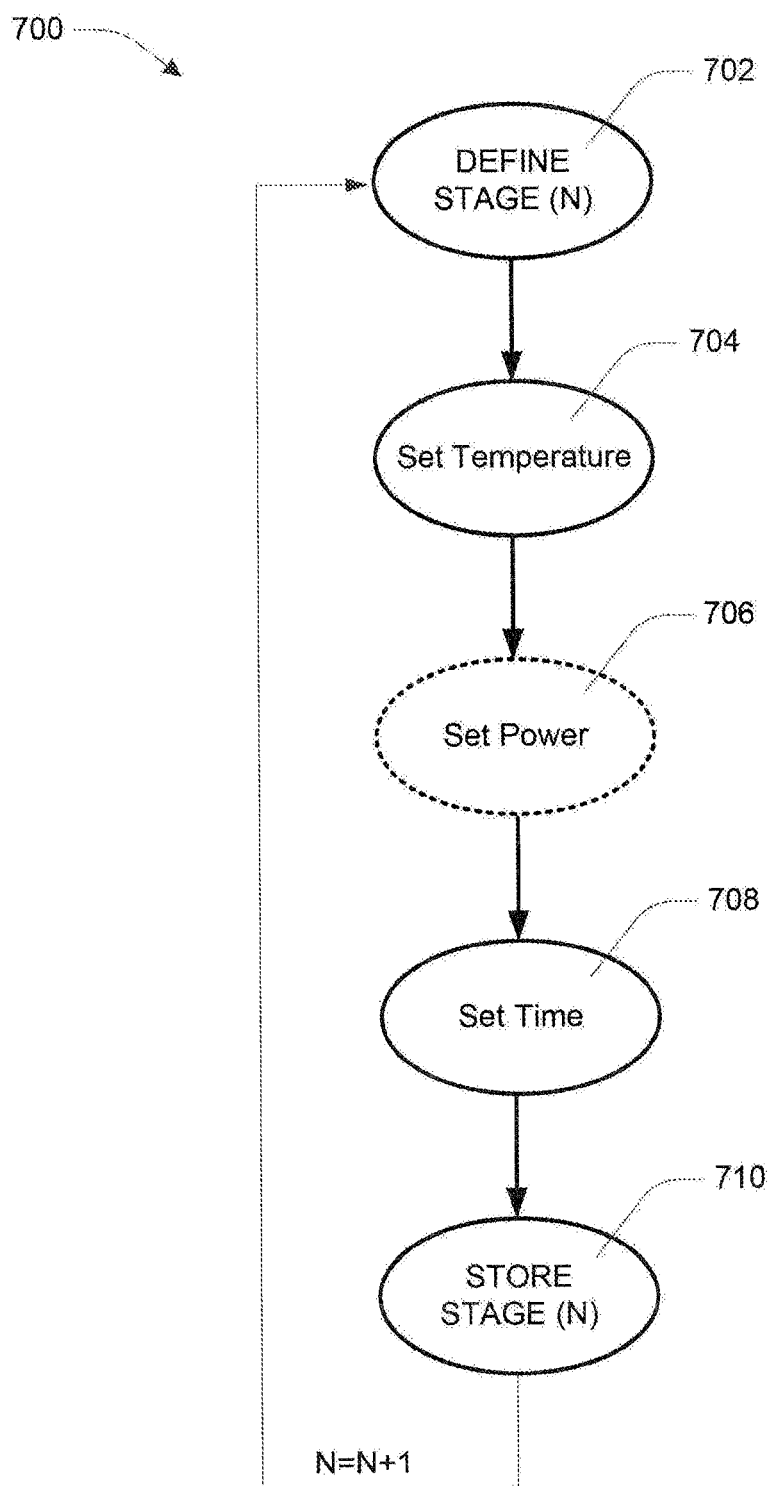 700
702
DEFINE
STAGE (N)
704
Set Temperature
706
Set Power
708
Set Time
710
STORE
STAGE (N)
N=N+1